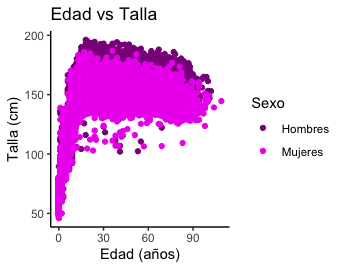 Edad vs Talla
200
150
100
50
Talla (cm)
0
30
60
90
Edad (años)
Sexo
Hombres
Mujeres